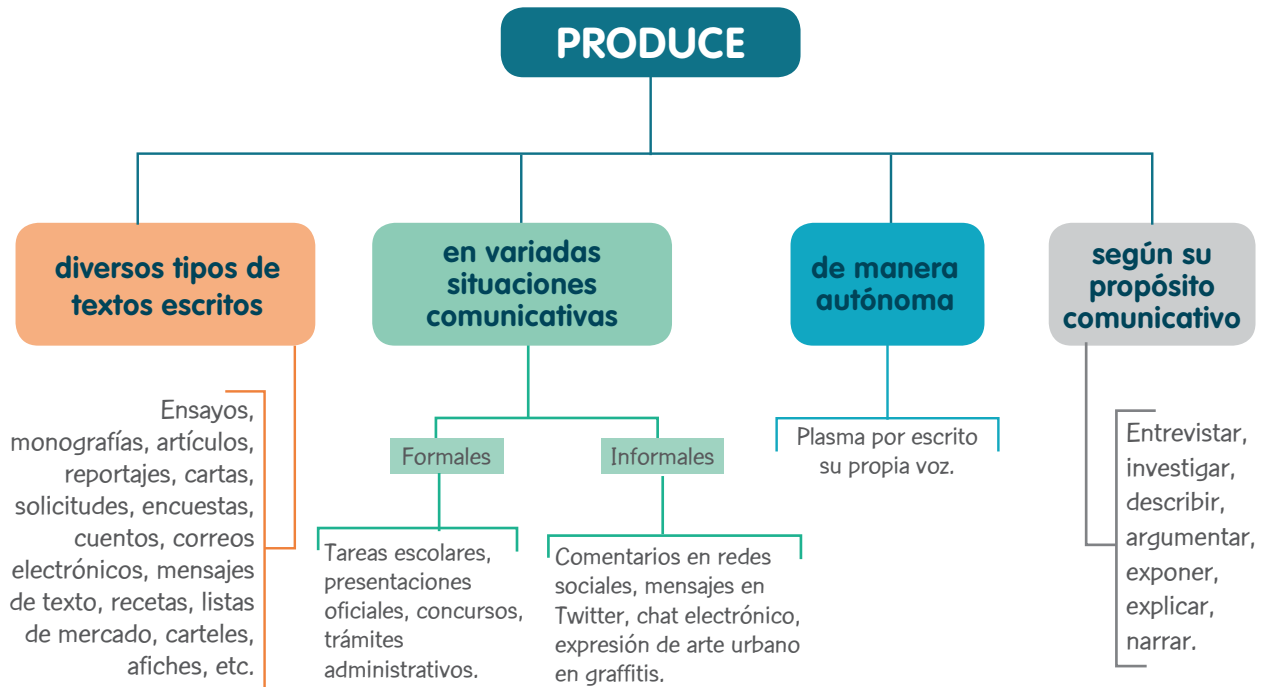 PRODUCE
diversos tipos de
textos escritos
Ensayos,
monografías, artículos,
reportajes, cartas,
solicitudes, encuestas,
cuentos, correos
electrónicos, mensajes
de texto, recetas, listas
de mercado, carteles,
afiches, etc.
en variadas
situaciones
comunicativas
Formales
Tareas escolares,
presentaciones
oficiales, concursos,
trámites
administrativos.
Informales
Comentarios en redes
sociales, mensajes en
Twitter, chat electrónico,
expresión de arte urbano
en graffitis.
de manera
autónoma
Plasma por escrito
su propia voz.
según su
propósito
comunicativo
Entrevistar,
investigar,
describir,
argumentar,
exponer,
explicar,
narrar.